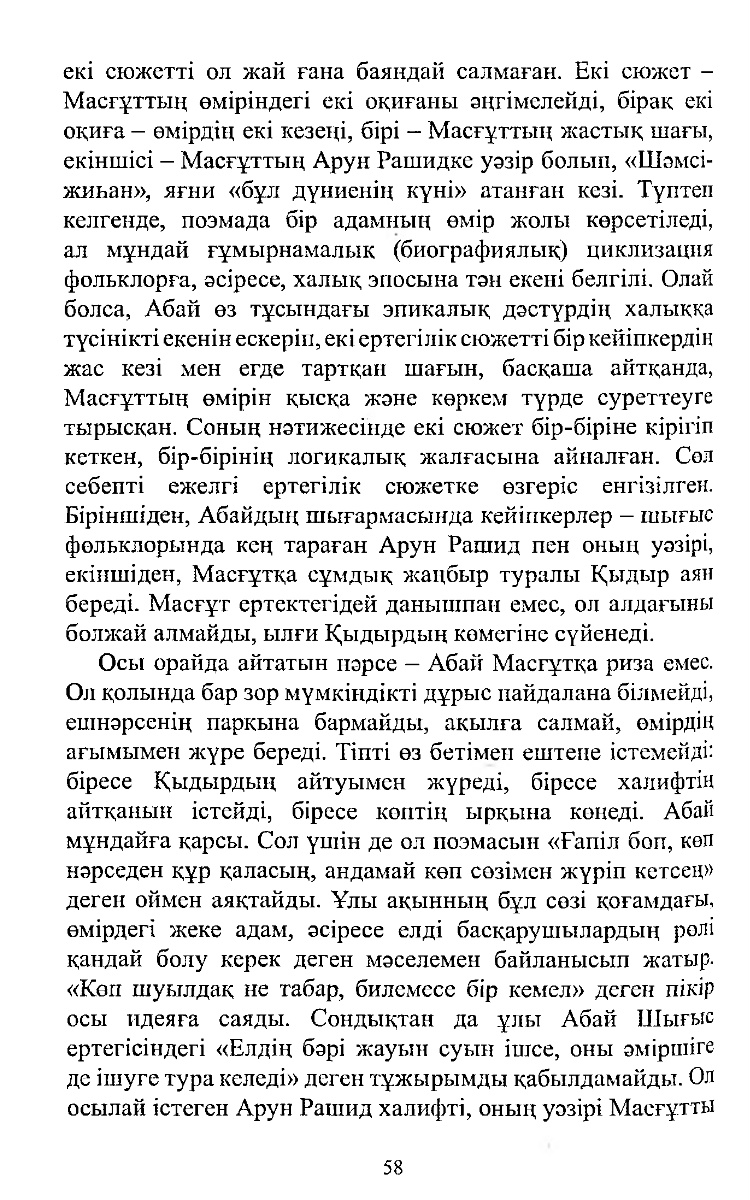 екі сюжетті ол жай ғана баяндай салмаған. Екі сюжет –
Масғұттың өміріндегі екі оқиғаны әңгімелейді, бірақ екі
оқиға – өмірдің екі кезеңі, бірі – Масғұттың жастық шағы,
екіншісі – Масғұттың Арун Рашидке уәзір болып, «Шәмсі-
жиһан», яғни «бұл дүниенің күні» атанған кезі. Түптеп
келгенде, поэмада бір адамның өмір жолы көрсетіледі,
ал мұндай ғұмырнамалық (биографиялық) циклизация
фольклорға, әсіресе, халық эпосына тән екені белгілі. Олай
болса, Абай өз тұсындағы эпикалық дәстүрдің халыққа
түсінікті екенін ескеріп, екі ертегілік сюжетті бір кейіпкердің
жас кезі мен егде тартқан шағын, басқаша айтқанда,
Масғұттың өмірін қысқа және көркем түрде суреттеуге
тырысқан. Соның нәтижесінде екі сюжет бір-біріне кірігіп
кеткен, бір-бірінің логикалық жалғасына айналған. Сол
себепті ежелгі ертегілік сюжетке өзгеріс енгізілген.
Біріншіден, Абайдың шығармасында кейіпкерлер – шығыс
фольклорында кең тараған Арун Рашид пен оның уәзірі,
екіншіден, Масғұтқа сұмдық жаңбыр туралы Қыдыр аян
береді. Масғұт ертектегідей данышпан емес, ол алдағыны
болжай алмайды, ылғи Қыдырдың көмегіне сүйенеді.
Осы орайда айтатын нәрсе – Абай Масғұтқа риза емес.
Ол қолында бар зор мүмкіндікті дұрыс пайдалана білмейді,
ешнәрсенің парқына бармайды, ақылға салмай, өмірдің
ағымымен жүре береді. Тіпті өз бетімен ештеңе істемейді:
біресе Қыдырдың айтуымен жүреді, біресе халифтің
айтқанын істейді, біресе көптің ырқына көнеді. Абай
мұндайға қарсы. Сол үшін де ол поэмасын «Ғапіл боп, көп
нәрседен құр қаласың, андамай көп сөзімен жүріп кетсең»
деген оймен аяқтайды. Ұлы ақынның бұл сөзі қоғамдағы,
өмірдегі жеке адам, әсіресе елді басқарушылардың рөлі
қандай болу керек деген мәселемен байланысып жатыр.
«Көп шуылдақ не табар, билемесе бір кемел» деген пікір
осы идеяға саяды. Сондықтан да ұлы Абай Шығыс
ертегісіндегі «Елдің бәрі жауын суын ішсе, оны әміршіге
де ішуге тура келеді» деген тұжырымды қабылдамайды. Ол
осылай істеген Арун Рашид халифті, оның уәзірі Масғұтты
58